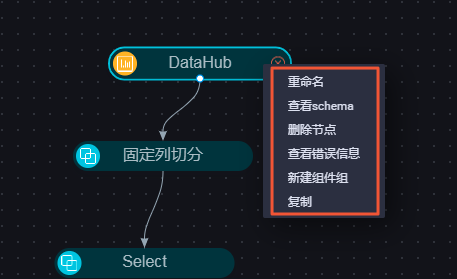 DataHub
重命名
查看schema
删除节点
查看错误信息
新建组件组
复制
固定列切分
Select